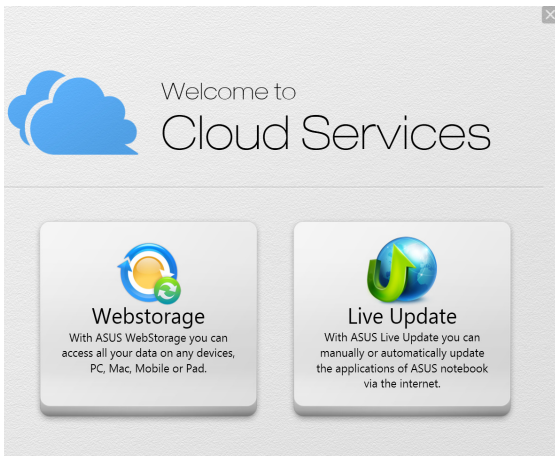 Welcome to
Cloud Services
Webstorage
With ASUS WebStorage you can
access all your data on any devices,
PC, Mac, Mobile or Pad.
Live Update
With ASUS Live Update you can
manually or automatically update
the applications of ASUS notebook
via the internet.